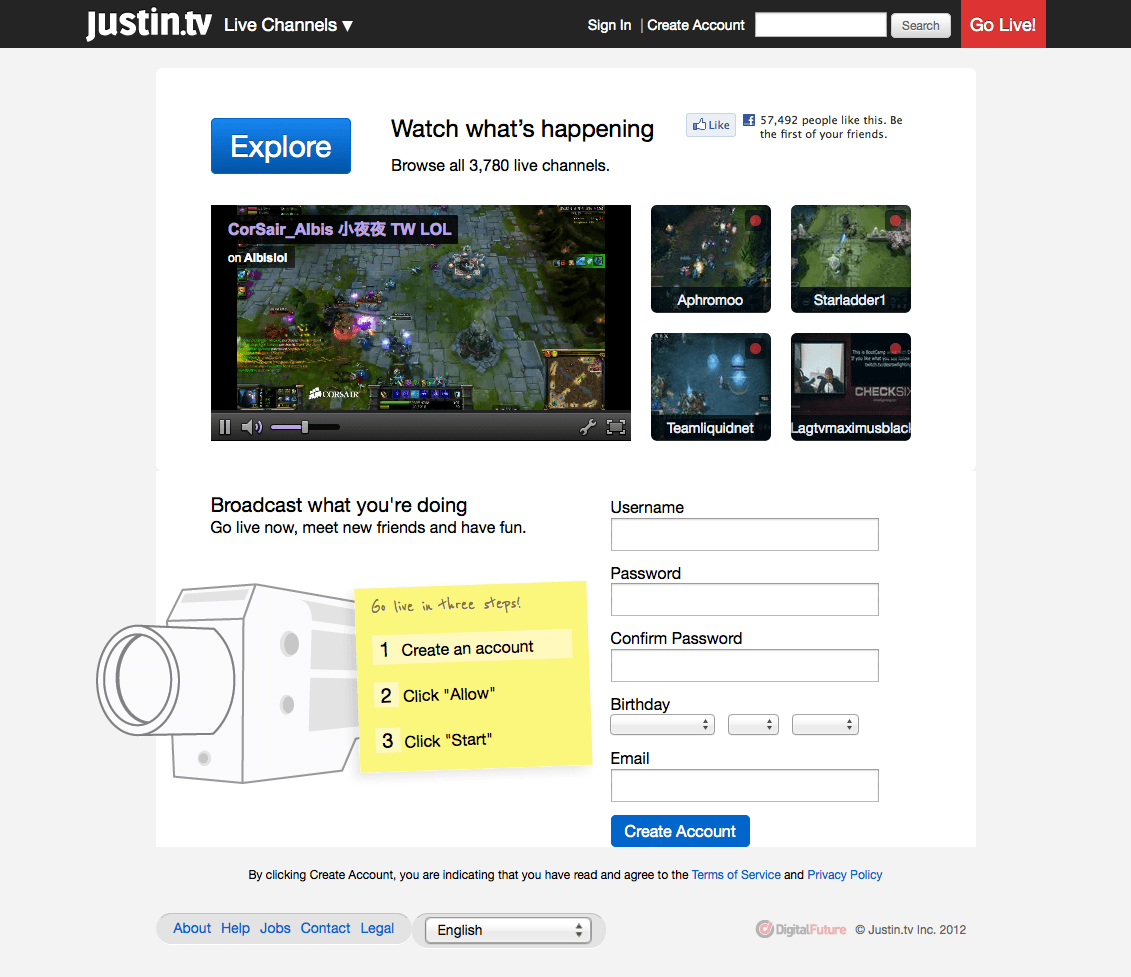 Justin.tv Live Channels ▼ Sign In | Create Account Search Go Live!
Explore
Watch what's happening
Browse all 3,780 live channels.
Like
57,492 people like this. Be
the first of your friends.
CorSair_Albis 小夜夜 TW LOL
on Albislol
CORSAIR
Aphromoo
Starladder1
Teamliquidnet
CHECKSIX
Lagtvmaximusblack
Broadcast what you're doing
Go live now, meet new friends and have fun.
Go live in three steps!
1 Create an account
2 Click "Allow"
3 Click "Start"
Username
Password
Confirm Password
Birthday
Email
Create Account
By clicking Create Account, you are indicating that you have read and agree to the Terms of Service and Privacy Policy
About Help Jobs Contact Legal
English
DigitalFuture © Justin.tv Inc. 2012